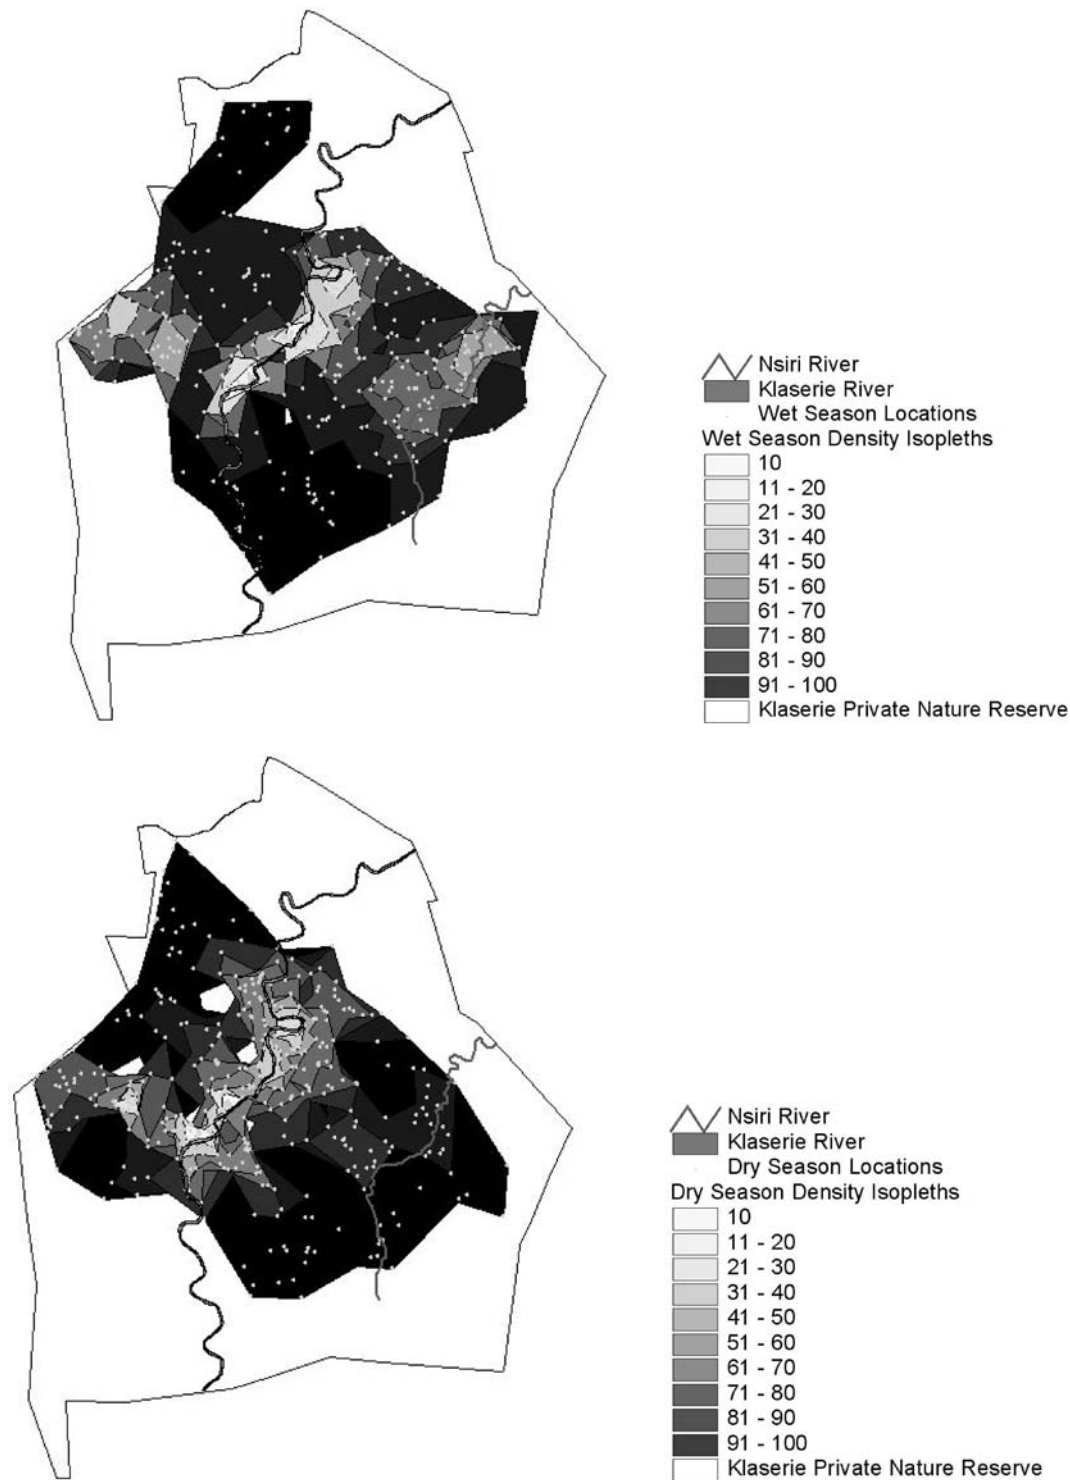 Nsiri River
Klaserie River
Wet Season Locations
Wet Season Density Isopleths
10
11 - 20
21 - 30
31 - 40
41 - 50
51 - 60
61 - 70
71 - 80
81 - 90
91 - 100
Klaserie Private Nature Reserve
Nsiri River
Klaserie River
Dry Season Locations
Dry Season Density Isopleths
10
11 - 20
21 - 30
31 - 40
41 - 50
51 - 60
61 - 70
71 - 80
81 - 90
91 - 100
Klaserie Private Nature Reserve